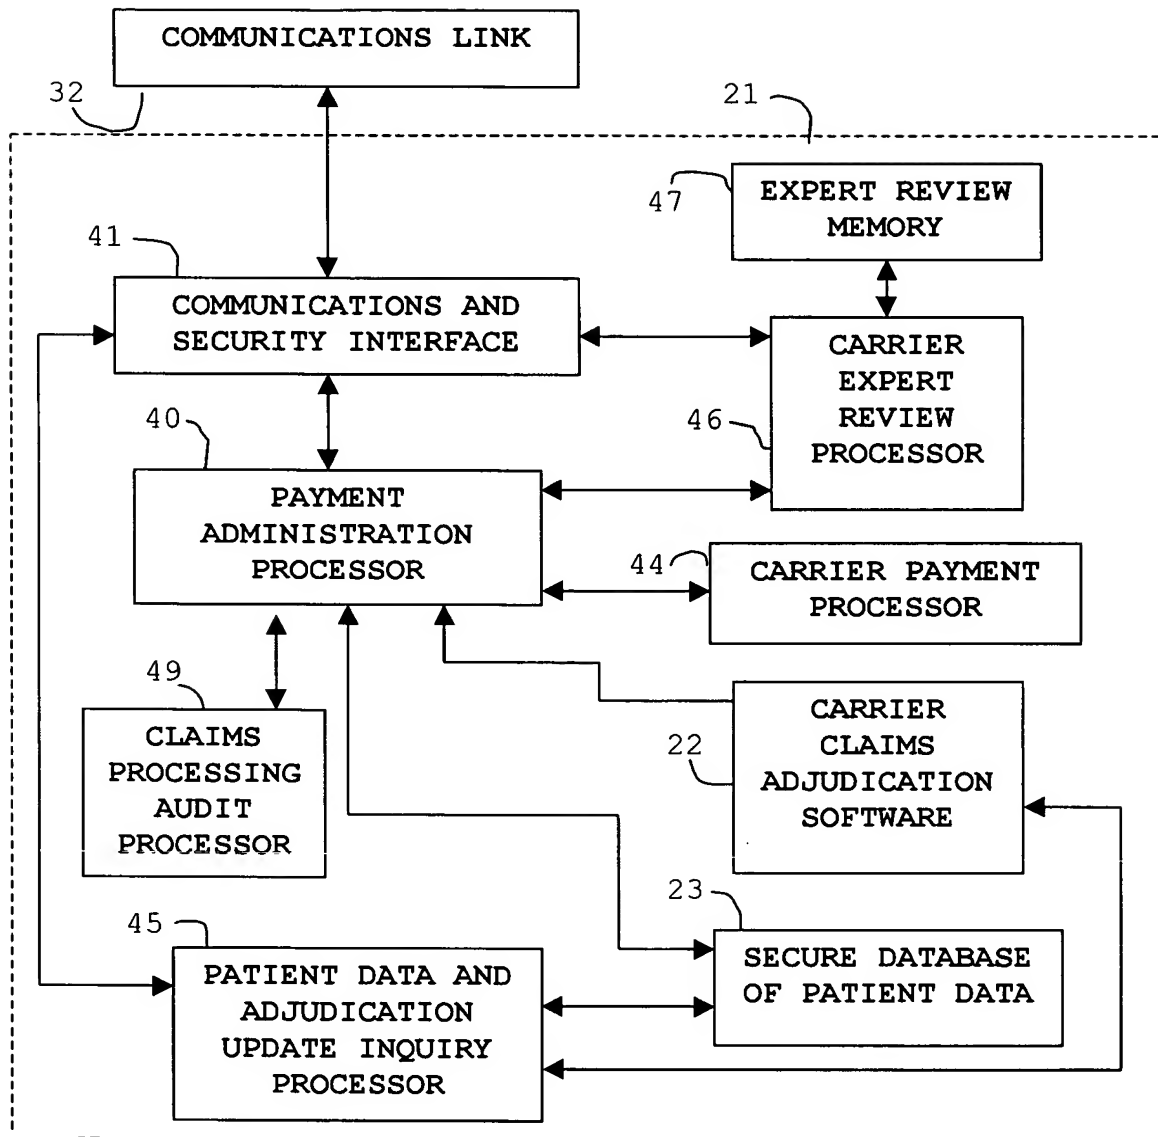 COMMUNICATIONS LINK
32
21
47
EXPERT REVIEW
MEMORY
41
COMMUNICATIONS AND
SECURITY INTERFACE
CARRIER
EXPERT
REVIEW
PROCESSOR
46
40
PAYMENT
ADMINISTRATION
PROCESSOR
44
CARRIER PAYMENT
PROCESSOR
49
CLAIMS
PROCESSING
AUDIT
PROCESSOR
22
CARRIER
CLAIMS
ADJUDICATION
SOFTWARE
45
PATIENT DATA AND
ADJUDICATION
UPDATE INQUIRY
PROCESSOR
23
SECURE DATABASE
OF PATIENT DATA